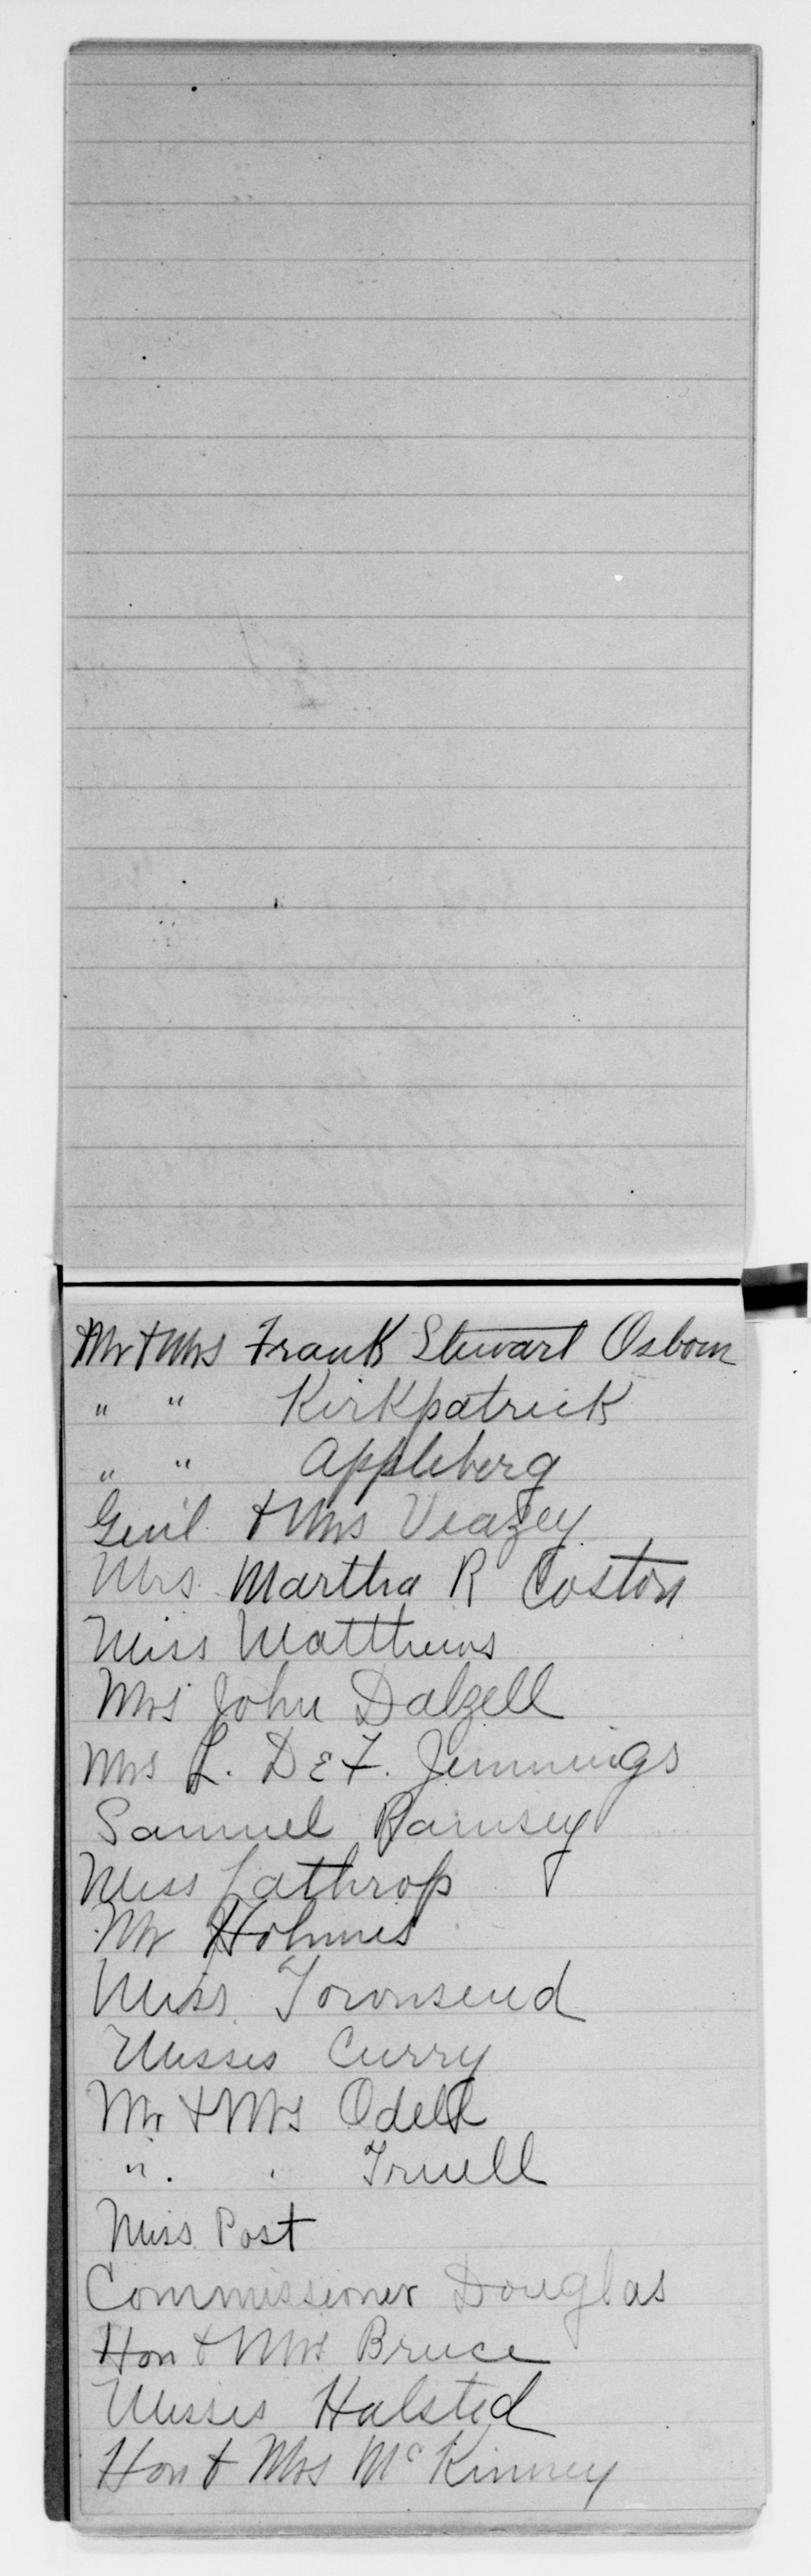 Mr + Mrs Frank Stewart Osborn
" " Kirkpatrick
" " Appleberg
Genl. + Mrs Veazey
Mrs. Martha R Coston
Miss Matthews
Mrs John Dalzell
Mrs L. De F. Jennings
Samuel Ramsey
Miss Lathrop
Mr Holmes
Miss Townsend
Misses Curry
Mr + Mrs Odell
" . " Truell
Miss Post
Commissioner Douglas
Hon + Mrs Bruce
Misses Halsted
Hon + Mrs McKinney